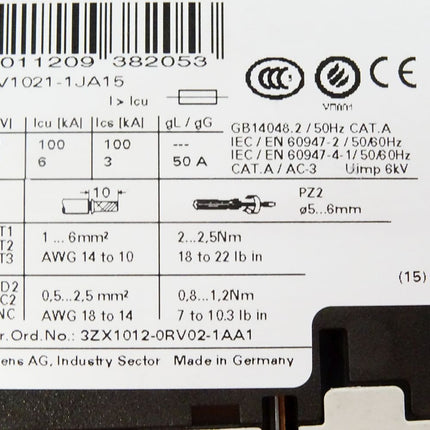 011209 382053
V1021-1JA15
I > Icu
V] Icu [kA] Ics [kA] gL / gG
100 100 ---
6 3 50 A
GB14048.2 / 50Hz CAT.A
IEC / EN 60947-2 / 50/60Hz
IEC / EN 60947-4-1/50/60Hz
CAT.A / AC-3 Uimp 6kV
10
PZ2
ø5...6mm
T1 1 ... 6mm² 2...2,5Nm
T2
T3 AWG 14 to 10 18 to 22 lb in
D2 0,5...2,5 mm² 0,8...1,2Nm
C2
NC AWG 18 to 14 7 to 10.3 lb in
(15)
r.Ord.No.: 3ZX1012-0RV02-1AA1
ens AG, Industry Sector Made in Germany